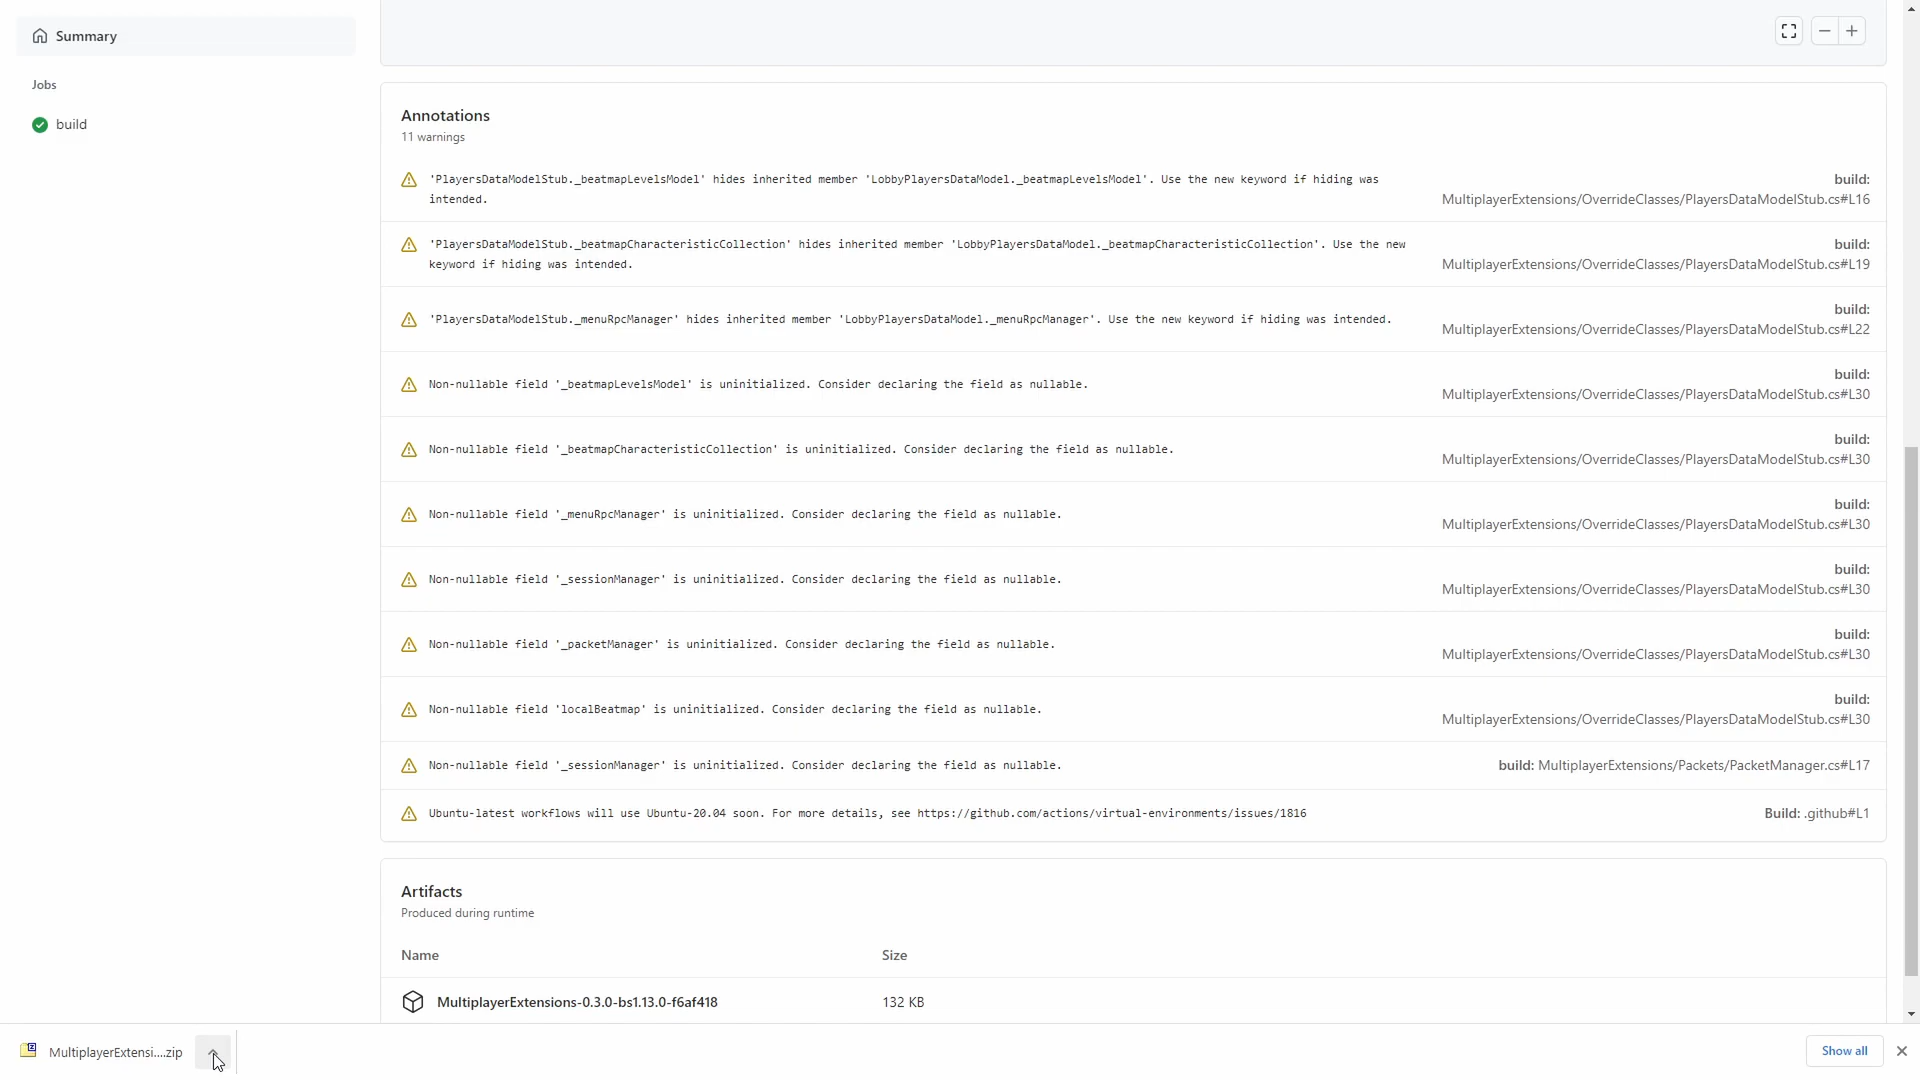 Summary
Jobs
build
Annotations
11 warnings
'PlayersDataModelStub._beatmapLevelsModel' hides inherited member 'LobbyPlayersDataModel._beatmapLevelsModel'. Use the new keyword if hiding was
intended.
build:
MultiplayerExtensions/OverrideClasses/PlayersDataModelStub.cs#L16
'PlayersDataModelStub._beatmapCharacteristicCollection' hides inherited member 'LobbyPlayersDataModel._beatmapCharacteristicCollection'. Use the new
keyword if hiding was intended.
build:
MultiplayerExtensions/OverrideClasses/PlayersDataModelStub.cs#L19
'PlayersDataModelStub._menuRpcManager' hides inherited member 'LobbyPlayersDataModel._menuRpcManager'. Use the new keyword if hiding was intended.
build:
MultiplayerExtensions/OverrideClasses/PlayersDataModelStub.cs#L22
Non-nullable field '_beatmapLevelsModel' is uninitialized. Consider declaring the field as nullable.
build:
MultiplayerExtensions/OverrideClasses/PlayersDataModelStub.cs#L30
Non-nullable field '_beatmapCharacteristicCollection' is uninitialized. Consider declaring the field as nullable.
build:
MultiplayerExtensions/OverrideClasses/PlayersDataModelStub.cs#L30
Non-nullable field '_menuRpcManager' is uninitialized. Consider declaring the field as nullable.
build:
MultiplayerExtensions/OverrideClasses/PlayersDataModelStub.cs#L30
Non-nullable field '_sessionManager' is uninitialized. Consider declaring the field as nullable.
build:
MultiplayerExtensions/OverrideClasses/PlayersDataModelStub.cs#L30
Non-nullable field '_packetManager' is uninitialized. Consider declaring the field as nullable.
build:
MultiplayerExtensions/OverrideClasses/PlayersDataModelStub.cs#L30
Non-nullable field 'localBeatmap' is uninitialized. Consider declaring the field as nullable.
build:
MultiplayerExtensions/OverrideClasses/PlayersDataModelStub.cs#L30
Non-nullable field '_sessionManager' is uninitialized. Consider declaring the field as nullable.
build: MultiplayerExtensions/Packets/PacketManager.cs#L17
Ubuntu-latest workflows will use Ubuntu-20.04 soon. For more details, see https://github.com/actions/virtual-environments/issues/1816
Build: .github#L1
Artifacts
Produced during runtime
Name Size
MultiplayerExtensions-0.3.0-bs1.13.0-f6af418 132 KB
MultiplayerExtensi....zip
Show all